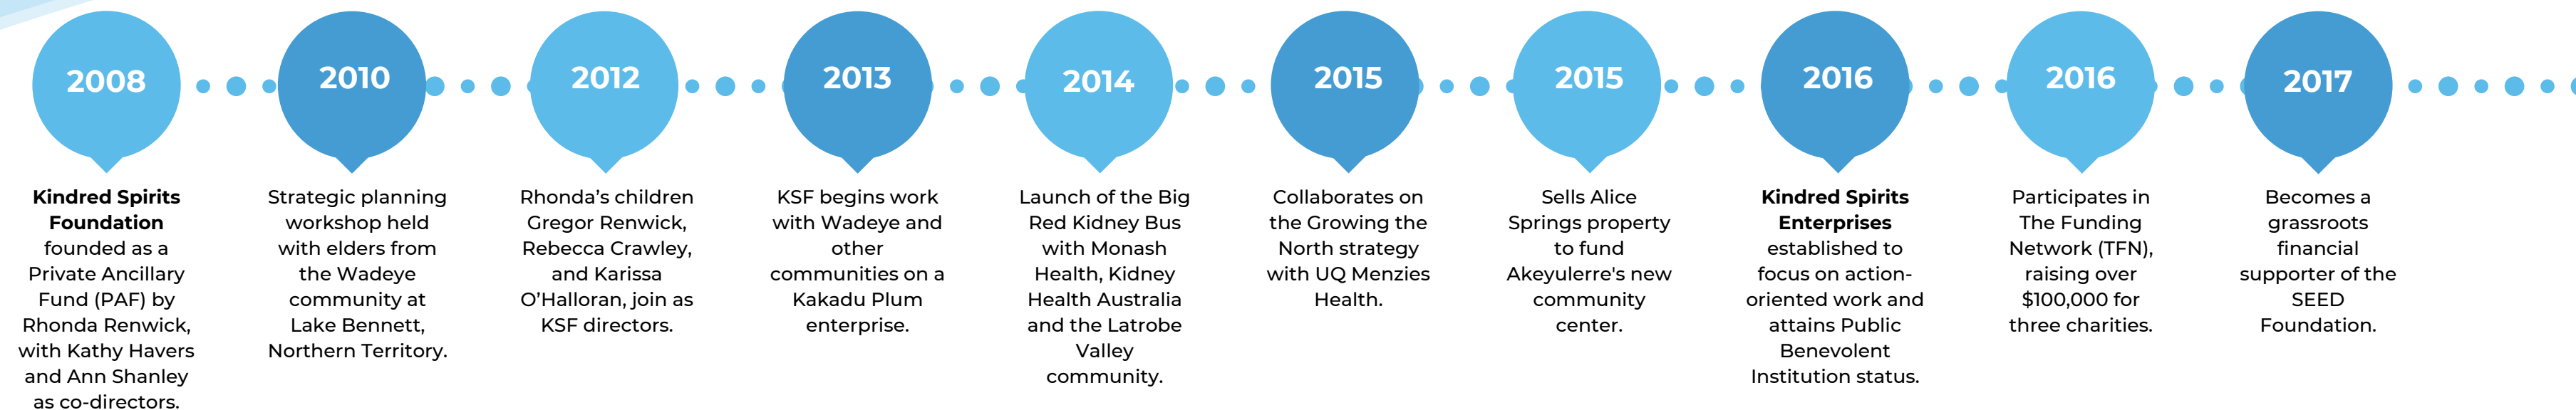 2008
Kindred Spirits
Foundation
founded as a
Private Ancillary
Fund (PAF) by
Rhonda Renwick,
with Kathy Havers
and Ann Shanley
as co-directors.
2010
Strategic planning
workshop held
with elders from
the Wadeye
community at
Lake Bennett,
Northern Territory.
2012
Rhonda’s children
Gregor Renwick,
Rebecca Crawley,
and Karissa
O’Halloran, join as
KSF directors.
2013
KSF begins work
with Wadeye and
other
communities on a
Kakadu Plum
enterprise.
2014
Launch of the Big
Red Kidney Bus
with Monash
Health, Kidney
Health Australia
and the Latrobe
Valley
community.
2015
Collaborates on
the Growing the
North strategy
with UQ Menzies
Health.
2015
Sells Alice
Springs property
to fund
Akeyulerre's new
community
center.
2016
Kindred Spirits
Enterprises
established to
focus on action-
oriented work and
attains Public
Benevolent
Institution status.
2016
Participates in
The Funding
Network (TFN),
raising over
$100,000 for
three charities.
2017
Becomes a
grassroots
financial
supporter of the
SEED
Foundation.